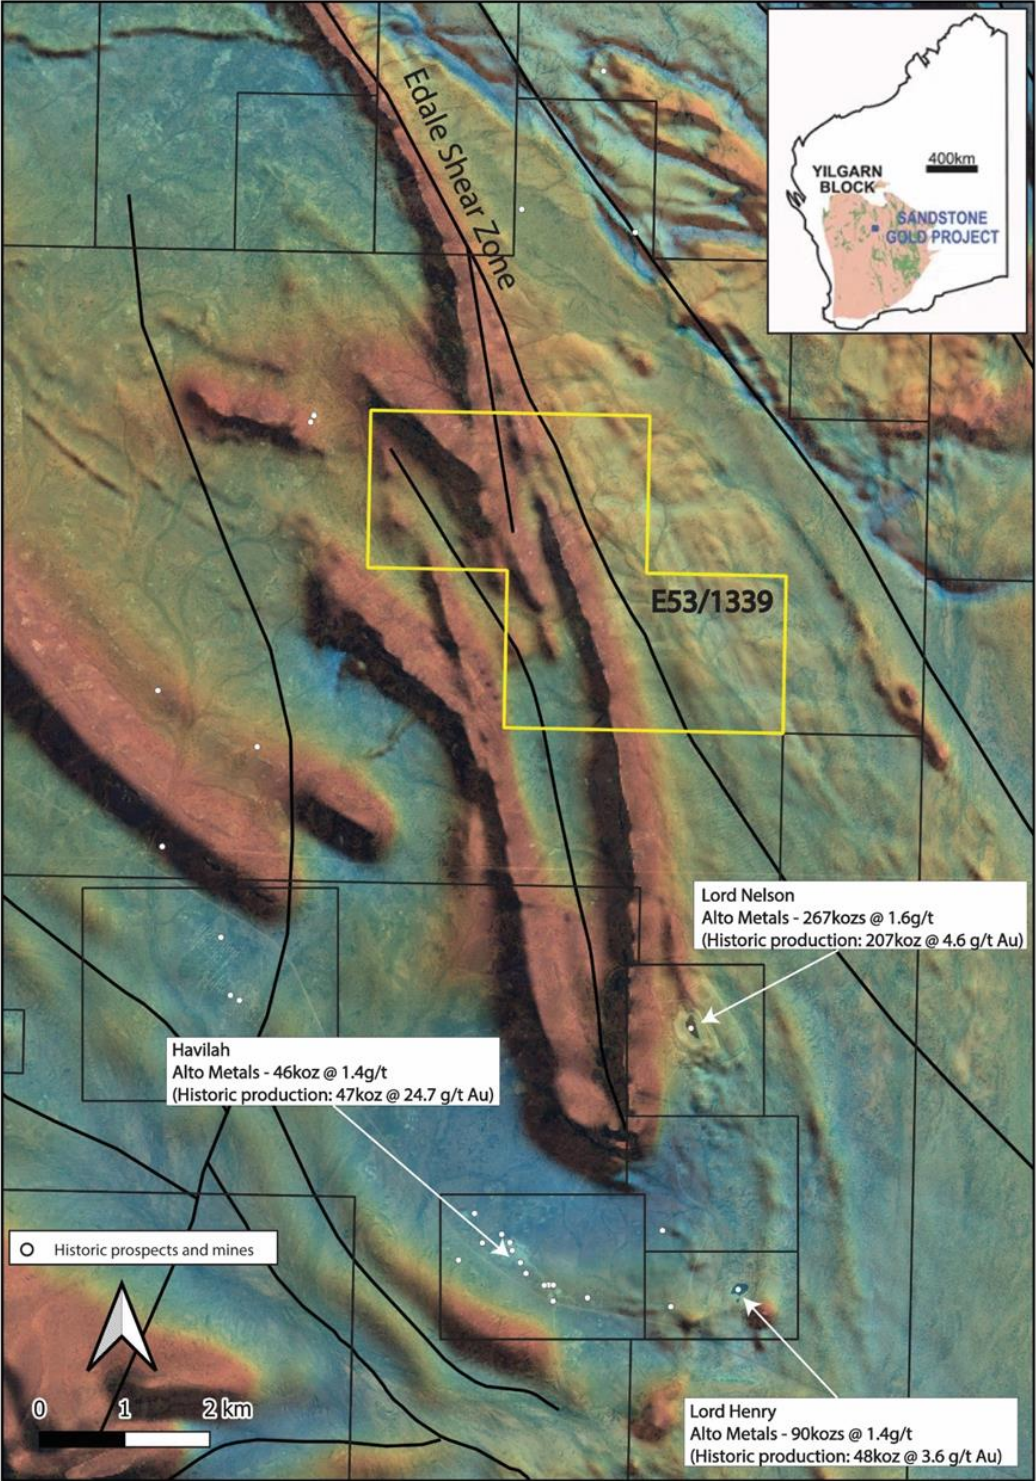 Edale Shear Zone
400km
YILGARN
BLOCK
SANDSTONE
GOLD PROJECT
E53/1339
Lord Nelson
Alto Metals - 267kozs @ 1.6g/t
(Historic production: 207koz @ 4.6 g/t Au)
Havilah
Alto Metals - 46koz @ 1.4g/t
(Historic production: 47koz @ 24.7 g/t Au)
Historic prospects and mines
0 1 2 km
Lord Henry
Alto Metals - 90kozs @ 1.4g/t
(Historic production: 48koz @ 3.6 g/t Au)